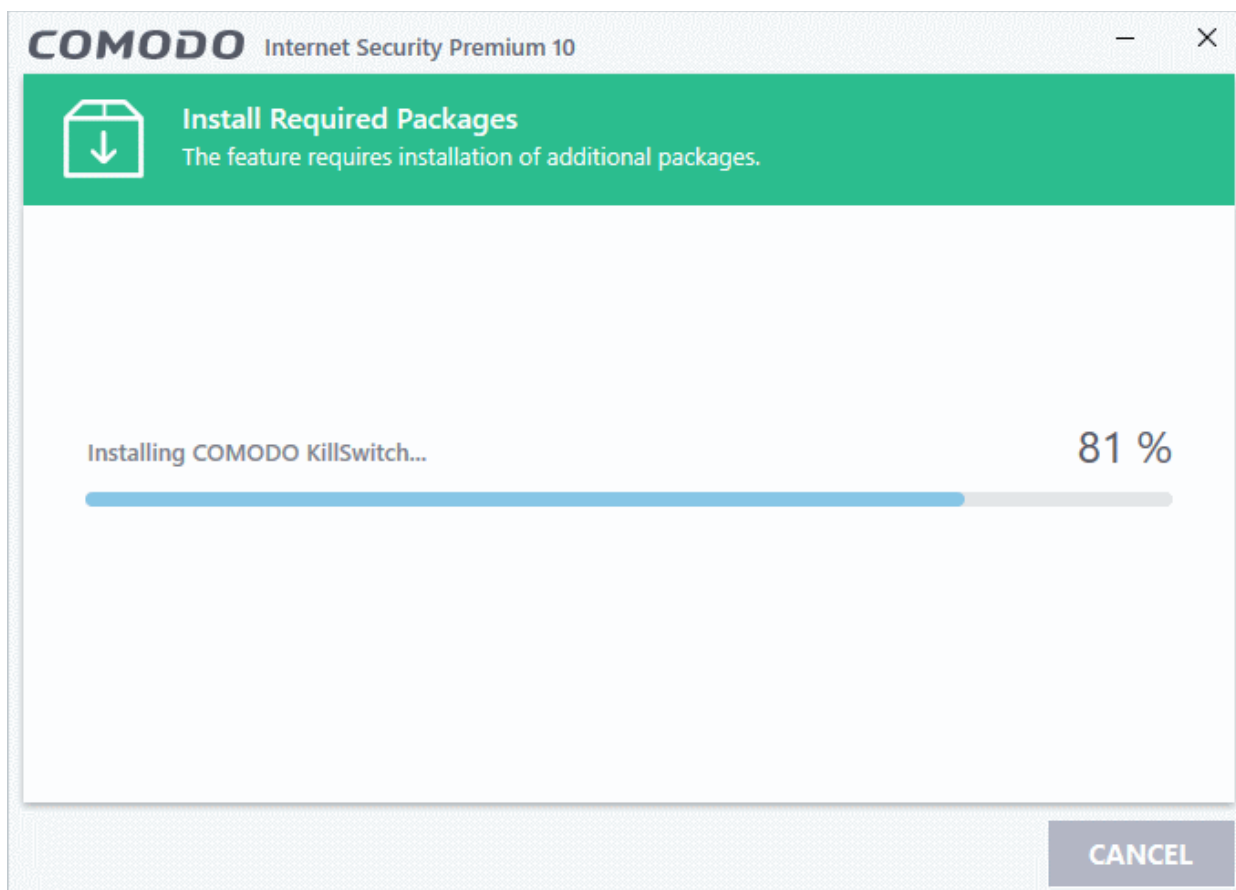 COMODO Internet Security Premium 10
Install Required Packages
The feature requires installation of additional packages.
Installing COMODO KillSwitch... 81 %
CANCEL